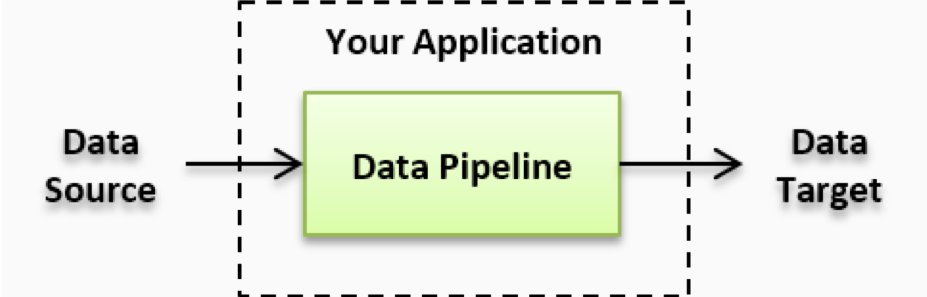 Your Application
Data
Source
Data Pipeline
Data
Target